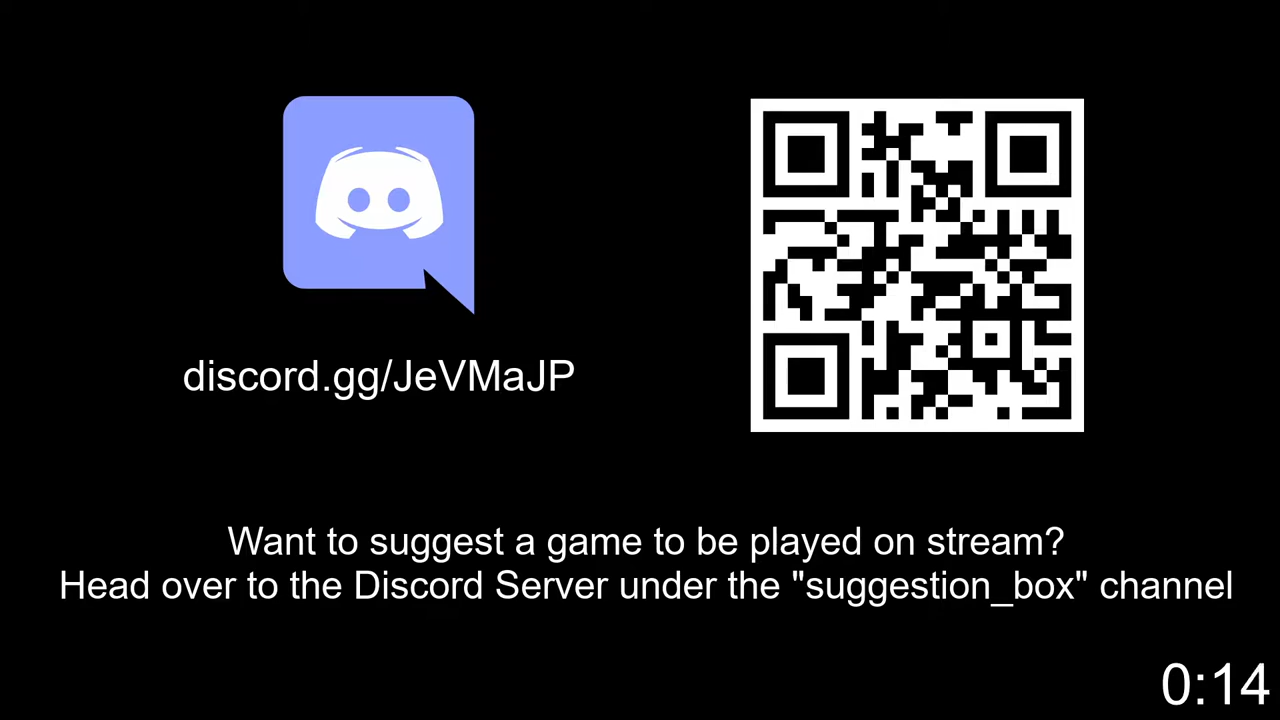 discord.gg/JeVMaJP
Want to suggest a game to be played on stream?
Head over to the Discord Server under the "suggestion_box" channel
0:14